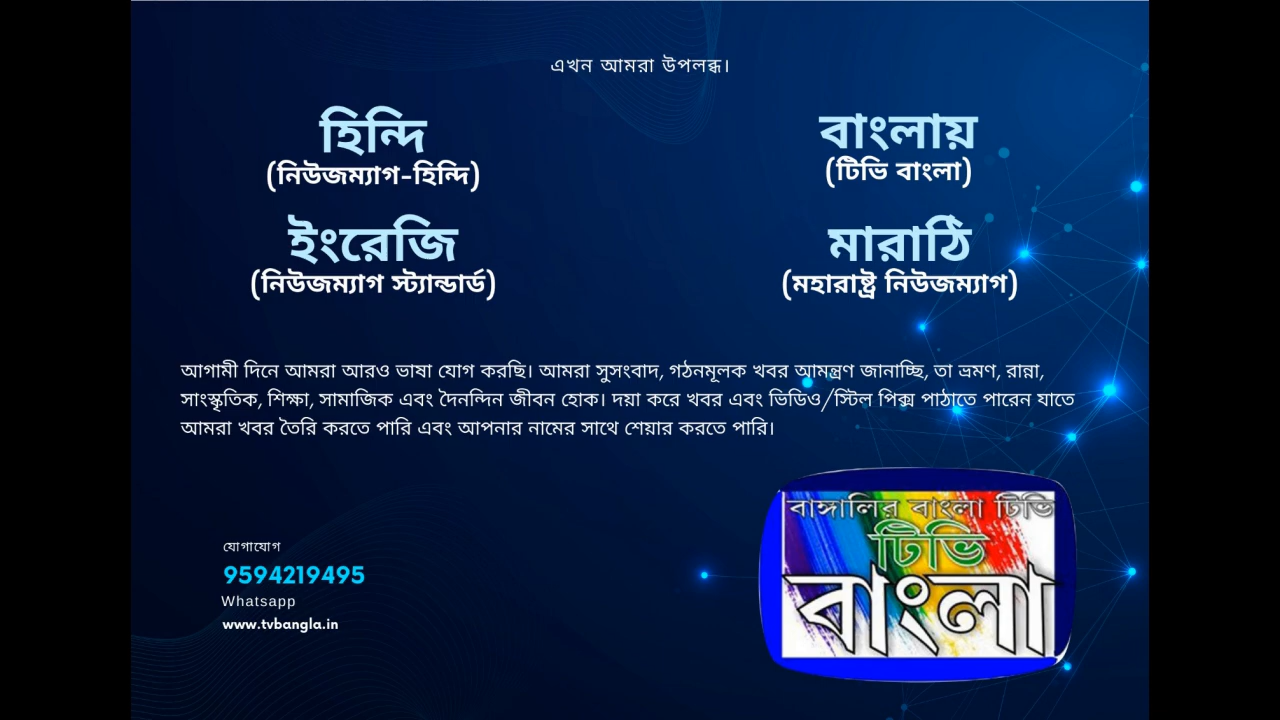 এখন আমরা উপলব্ধ।
হিন্দি
(নিউজম্যাগ-হিন্দি)
বাংলায়
(টিভি বাংলা)
ইংরেজি
(নিউজম্যাগ স্ট্যান্ডার্ড)
মারাঠি
(মহারাষ্ট্র নিউজম্যাগ)
আগামী দিনে আমরা আরও ভাষা যোগ করছি। আমরা সুসংবাদ, গঠনমূলক খবর আমন্ত্রণ জানাচ্ছি, তা ভ্রমণ, রান্না,
সাংস্কৃতিক, শিক্ষা, সামাজিক এবং দৈনন্দিন জীবন হোক। দয়া করে খবর এবং ভিডিও/স্টিল পিক্স পাঠাতে পারেন যাতে
আমরা খবর তৈরি করতে পারি এবং আপনার নামের সাথে শেয়ার করতে পারি।
যোগাযোগ
9594219495
Whatsapp
www.tvbangla.in
বাঙ্গালির বাংলা টিভি
টিভি
বাংলা